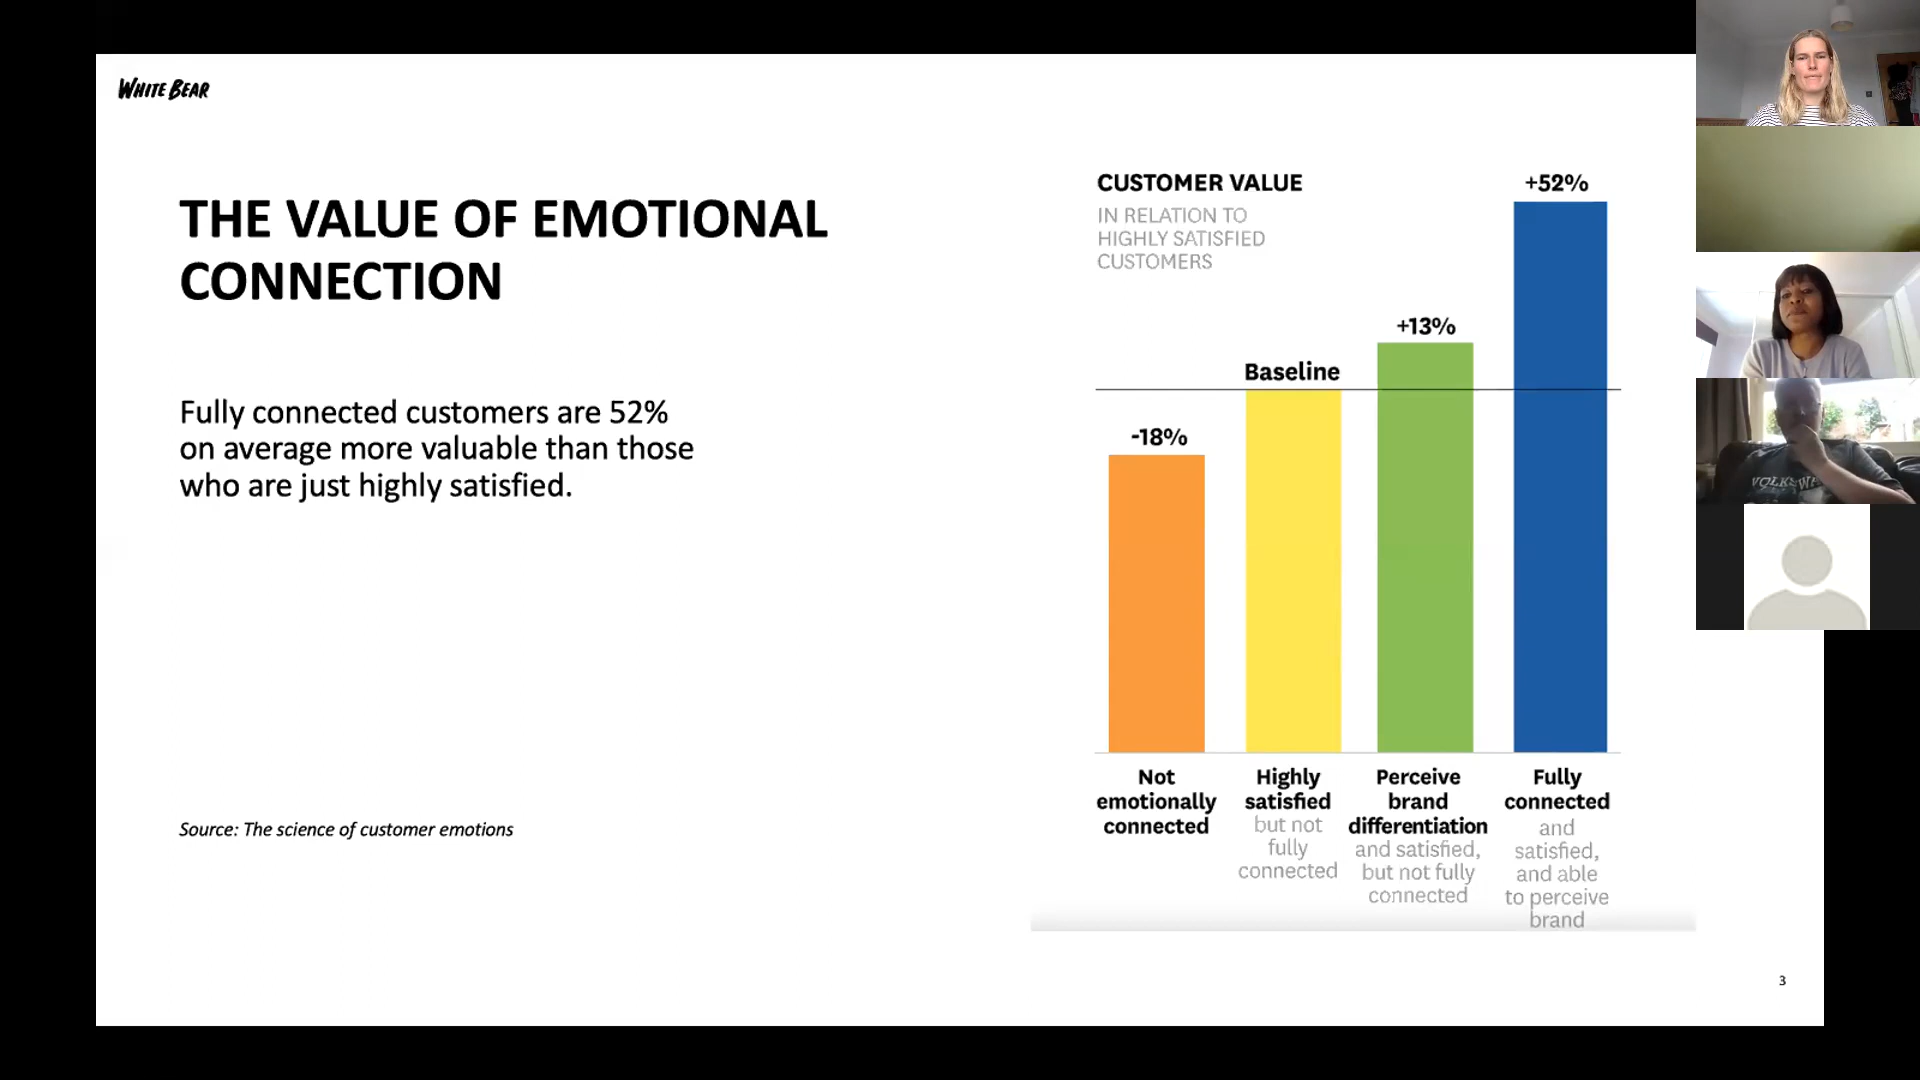 WHITE BEAR
THE VALUE OF EMOTIONAL
CONNECTION
Fully connected customers are 52%
on average more valuable than those
who are just highly satisfied.
Source: The science of customer emotions
CUSTOMER VALUE
IN RELATION TO
HIGHLY SATISFIED
CUSTOMERS
-18%
Baseline
+13%
+52%
Not
emotionally
connected
Highly
satisfied
but not
fully
connected
Perceive
brand
differentiation
and satisfied,
but not fully
connected
Fully
connected
and
satisfied,
and able
to perceive
brand
3